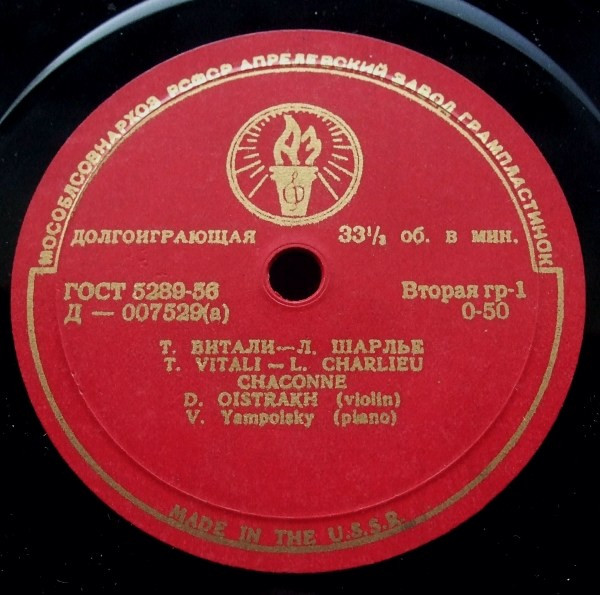 МОСОБЛСОВНАРХОЗ РСФСР АПРЕЛЕВСКИЙ ЗАВОД ГРАМПЛАСТИНОК
АЗ
ДОЛГОИГРАЮЩАЯ 33⅓ об. в мин.
ГОСТ 5289-56 Вторая гр-1
Д — 007529(а) 0-50
Т. ВИТАЛИ—Л. ШАРЛЬЕ
T. VITALI — L. CHARLIEU
CHACONNE
D. OISTRAKH (violin)
V. Yampolsky (piano)
MADE IN THE U.S.S.R.